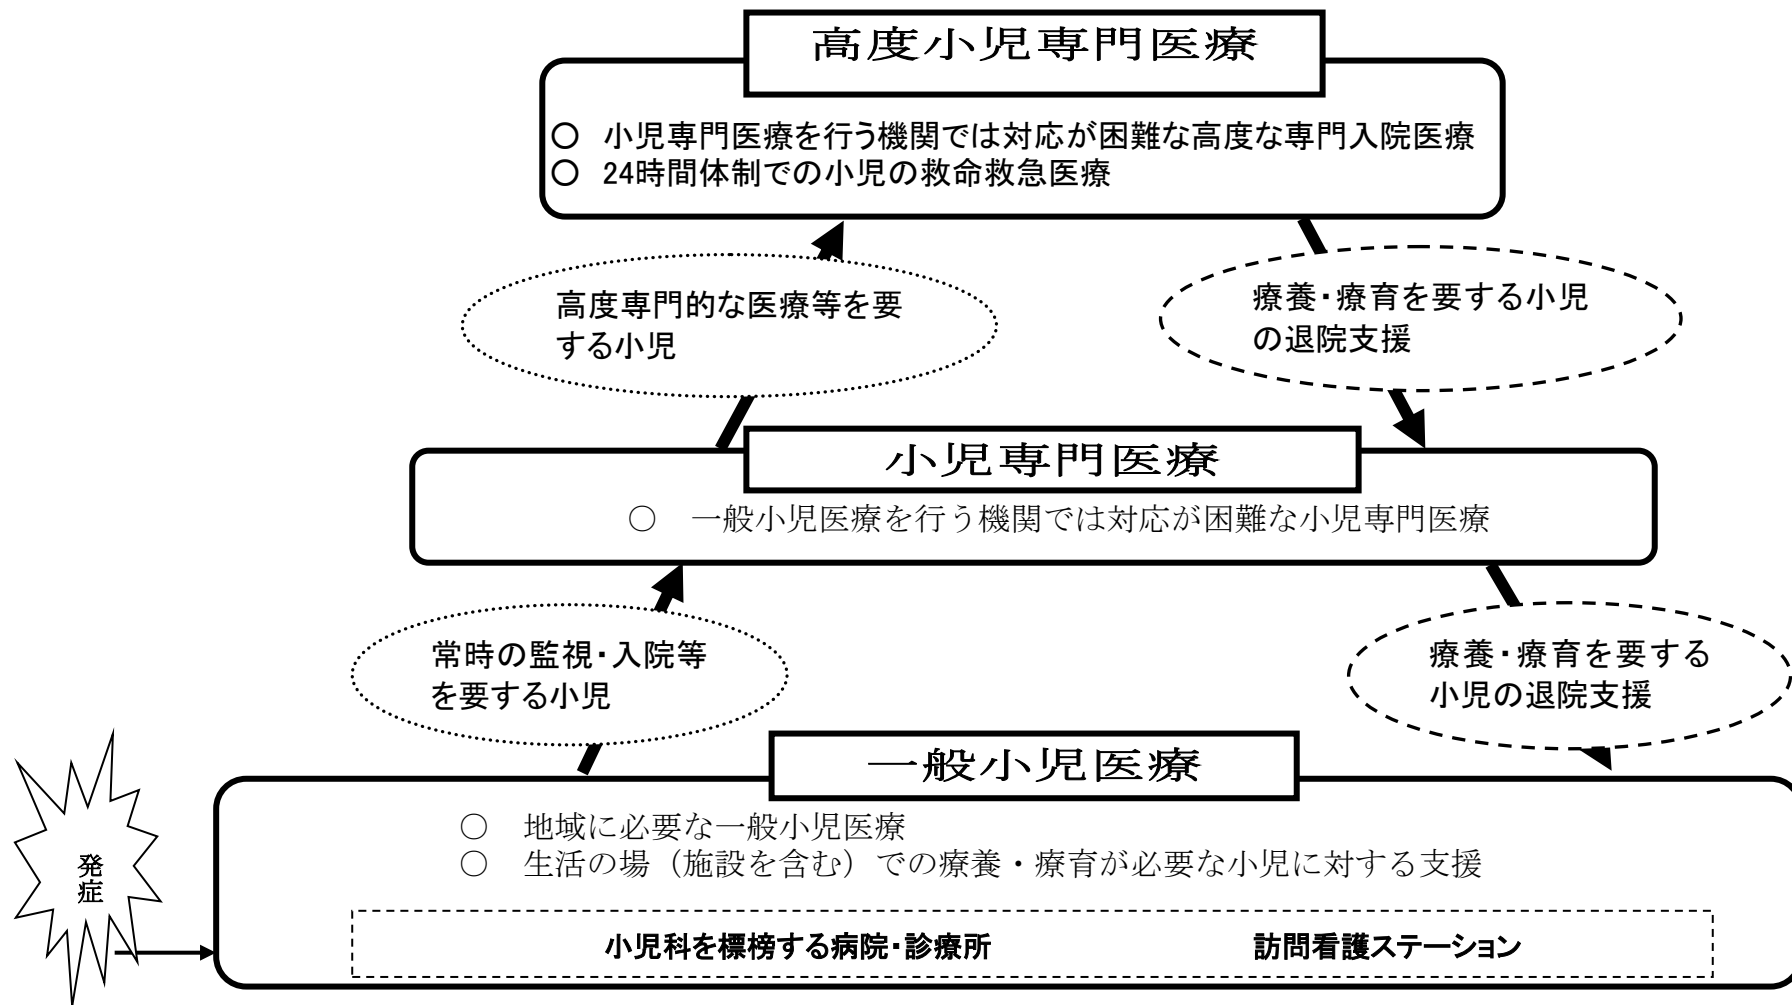 高度小児専門医療
○ 小児専門医療を行う機関では対応が困難な高度な専門入院医療
○ 24時間体制での小児の救命救急医療
高度専門的な医療等を要
する小児
療養・療育を要する小児
の退院支援
小児専門医療
○ 一般小児医療を行う機関では対応が困難な小児専門医療
常時の監視・入院等
を要する小児
療養・療育を要する
小児の退院支援
一般小児医療
○ 地域に必要な一般小児医療
○ 生活の場（施設を含む）での療養・療育が必要な小児に対する支援
発症
小児科を標榜する病院・診療所 訪問看護ステーション